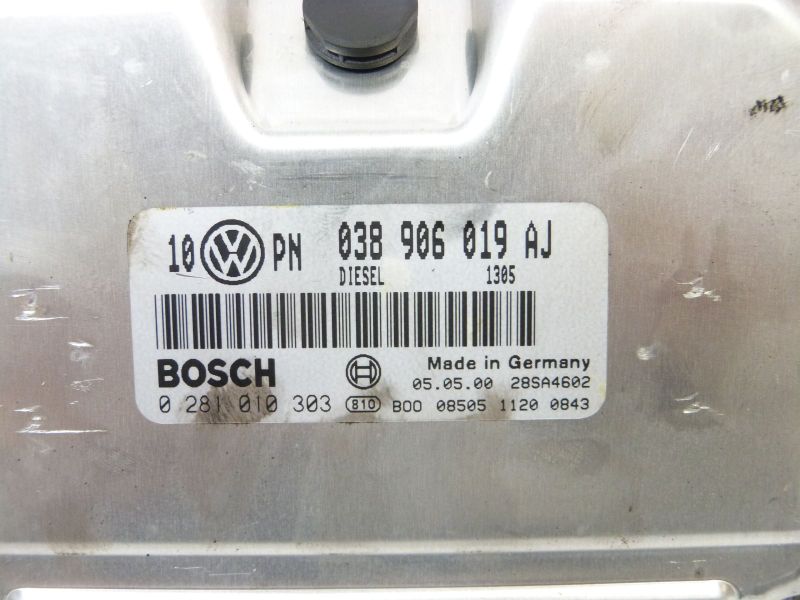 10 VW PN 038 906 019 AJ
DIESEL 1305
BOSCH Made in Germany
05.05.00 28SA4602
0 281 010 303 810 B00 08505 1120 0843